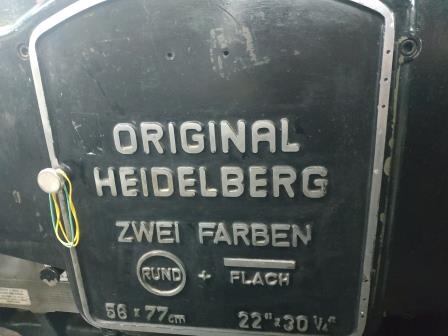 ORIGINAL
HEIDELBERG
ZWEI FARBEN
RUND + FLACH
56 x 77cm 22" x 30 ¼"